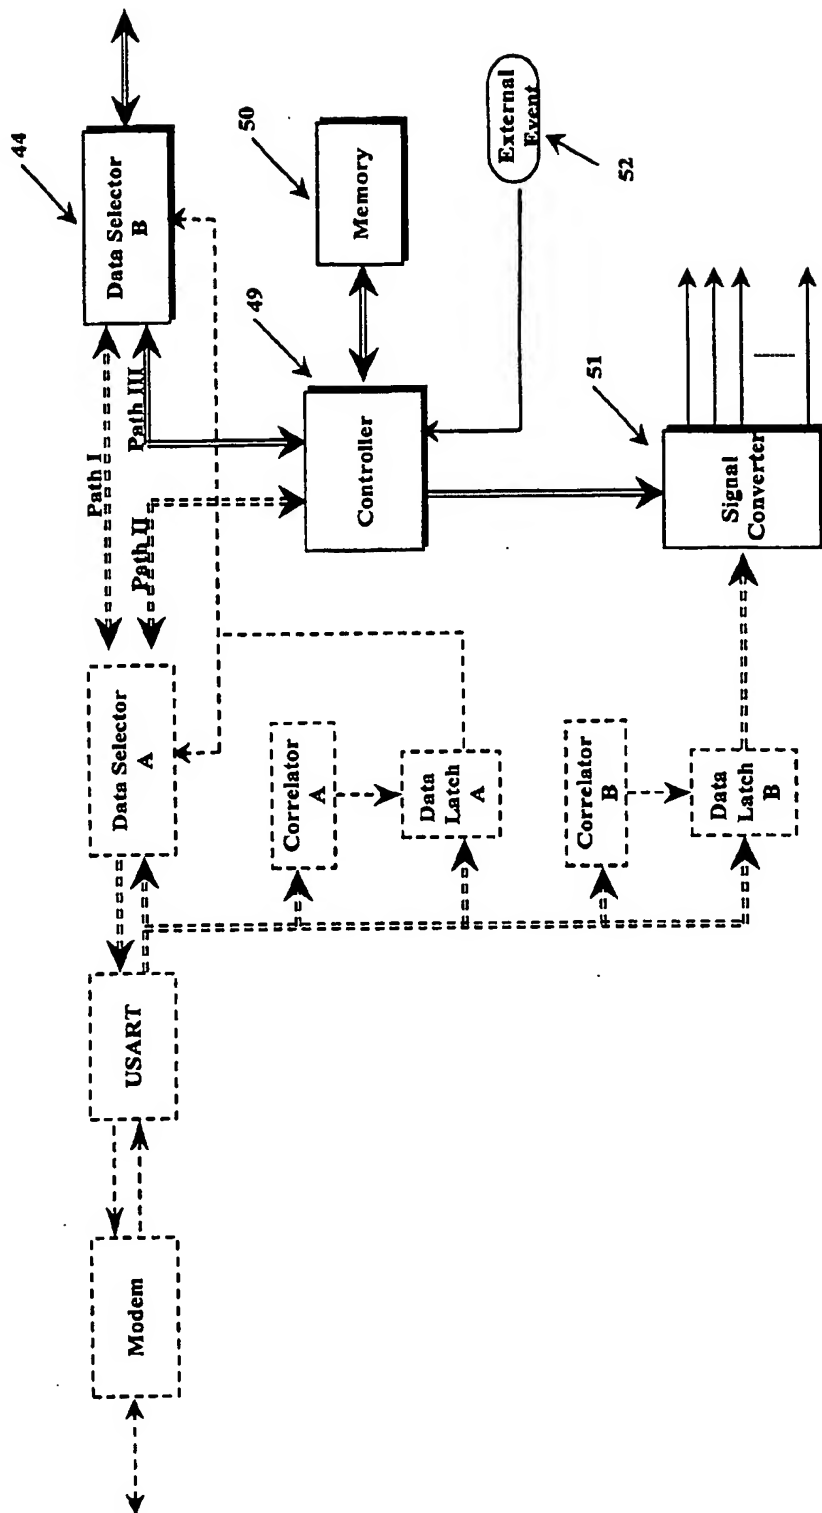 Modem
USART
Data Selector
A
Path I
Path II
Path III
Data Selector
B
44
Correlator
A
Data
Latch
A
Controller
49
Memory
50
External
Event
52
Correlator
B
Data
Latch
B
Signal
Converter
51